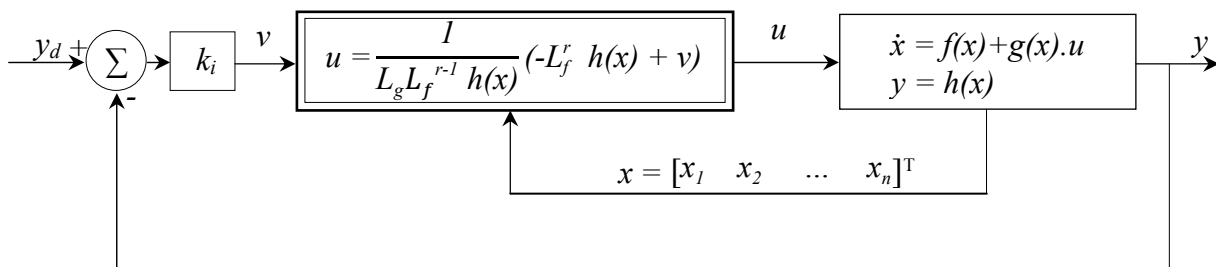 y_d + Σ - k_i v
u = 1 / (L_g L_f^{r-1} h(x)) (-L_f^r h(x) + v)
u
ẋ = f(x)+g(x).u
y = h(x)
y
x = [x_1 x_2 ... x_n]^T